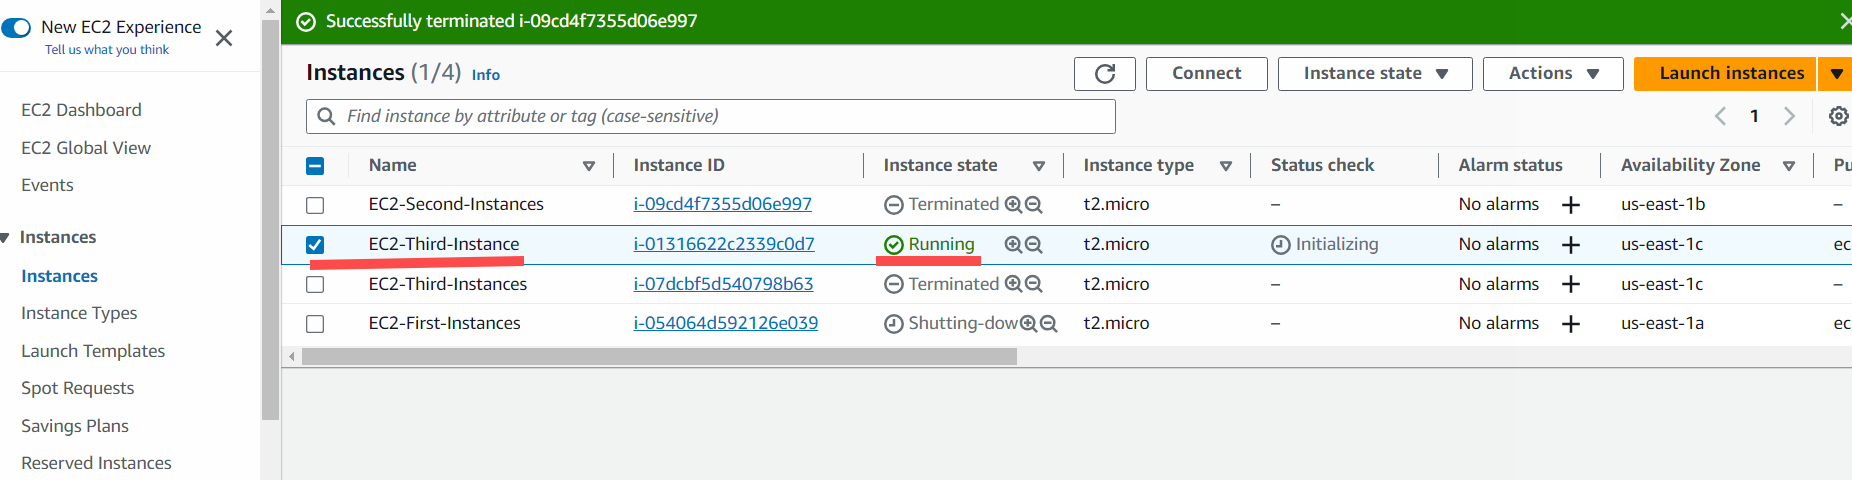 New EC2 Experience
Tell us what you think
EC2 Dashboard
EC2 Global View
Events
Instances
Instances
Instance Types
Launch Templates
Spot Requests
Savings Plans
Reserved Instances
Successfully terminated i-09cd4f7355d06e997
Instances (1/4) Info
Connect Instance state Actions Launch instances
Find instance by attribute or tag (case-sensitive)
1
Name Instance ID Instance state Instance type Status check Alarm status Availability Zone Pu
EC2-Second-Instances i-09cd4f7355d06e997 Terminated t2.micro – No alarms + us-east-1b –
EC2-Third-Instance i-01316622c2339c0d7 Running t2.micro Initializing No alarms + us-east-1c ec
EC2-Third-Instances i-07dcbf5d540798b63 Terminated t2.micro – No alarms + us-east-1c –
EC2-First-Instances i-054064d592126e039 Shutting-dow t2.micro – No alarms + us-east-1a ec